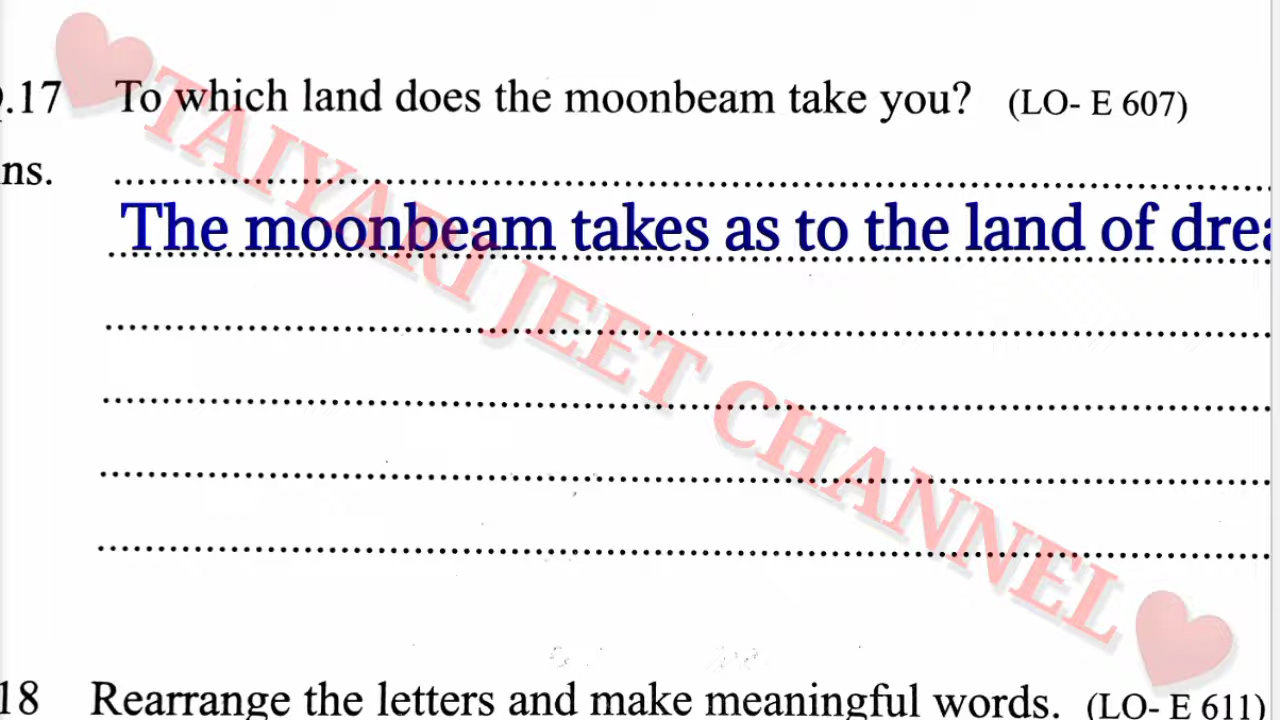 .17 To which land does the moonbeam take you? (LO- E 607)
ns.
The moonbeam takes as to the land of
TAIYARI JEET CHANNEL
18 Rearrange the letters and make meaningful words. (LO- E 611)